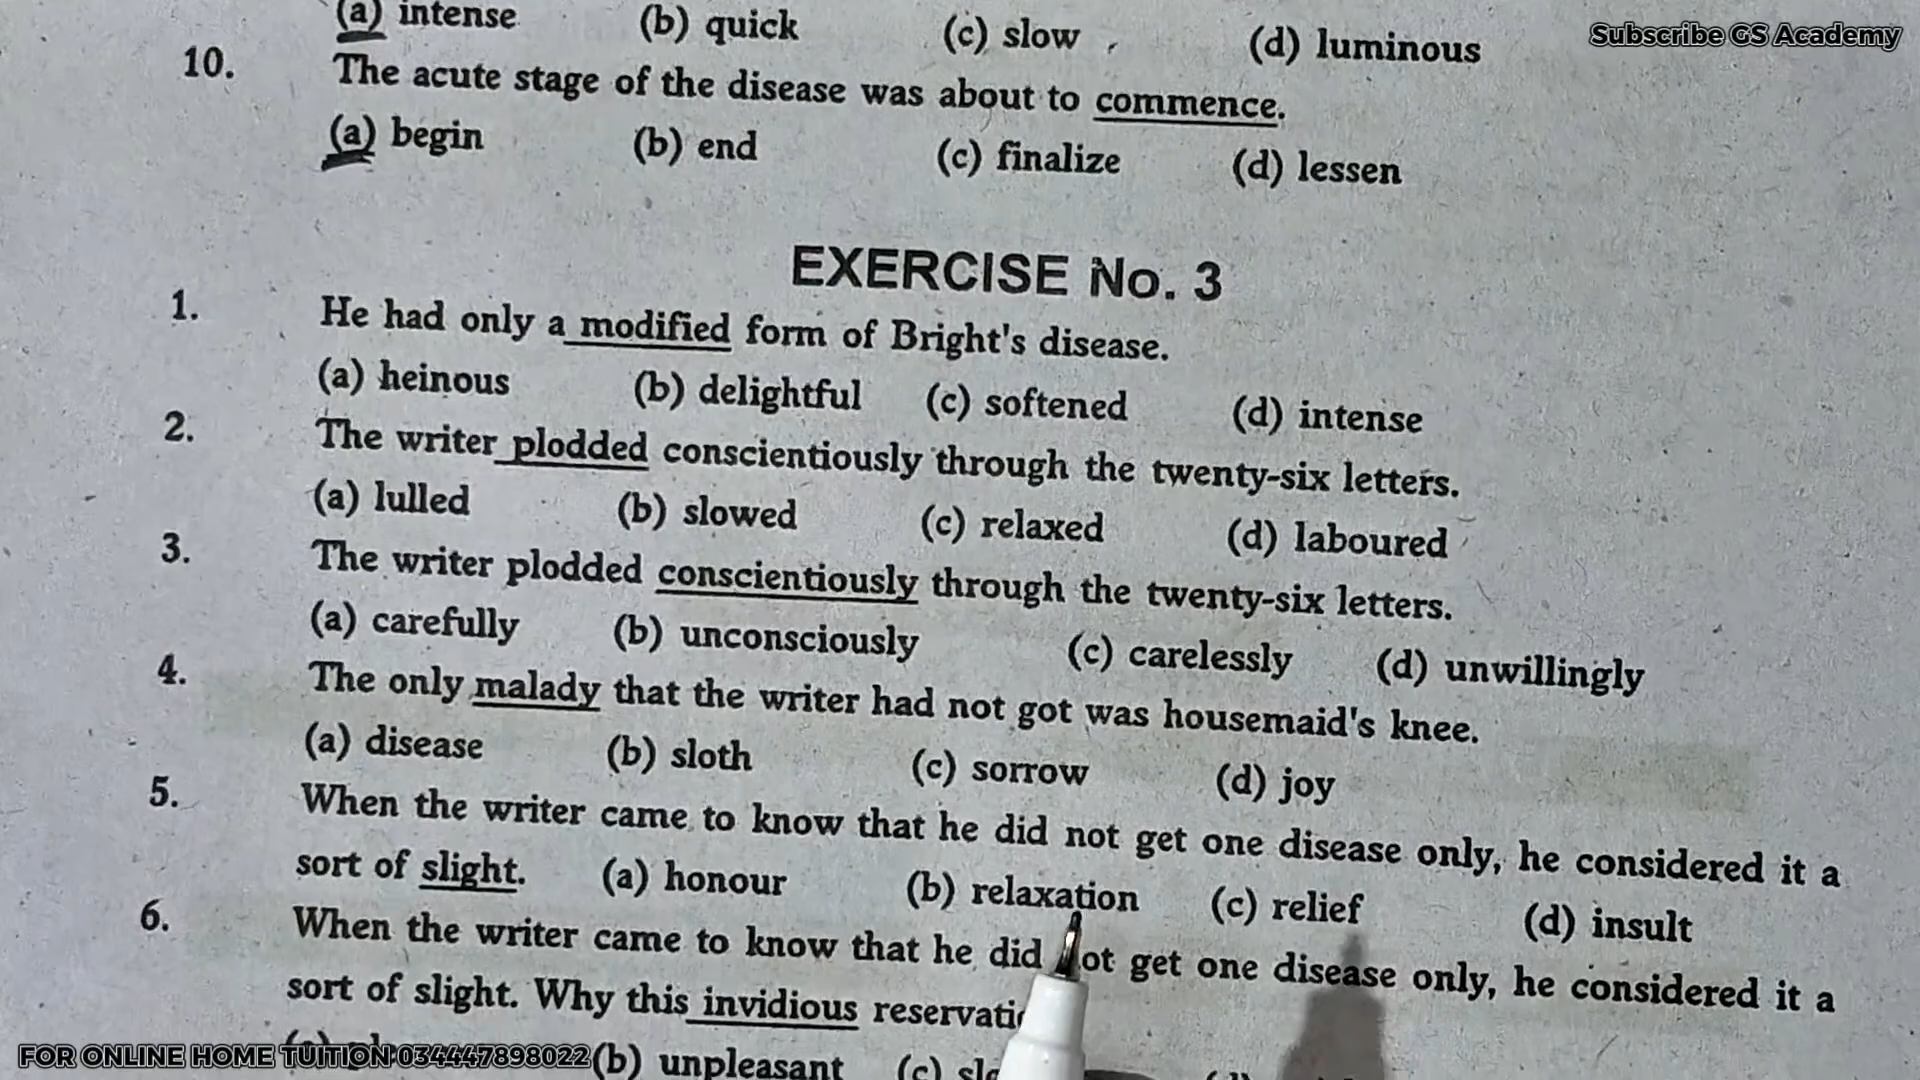 (a) intense (b) quick (c) slow (d) luminous
Subscribe GS Academy
10. The acute stage of the disease was about to commence.
(a) begin (b) end (c) finalize (d) lessen
EXERCISE No. 3
1. He had only a modified form of Bright's disease.
(a) heinous (b) delightful (c) softened (d) intense
2. The writer plodded conscientiously through the twenty-six letters.
(a) lulled (b) slowed (c) relaxed (d) laboured
3. The writer plodded conscientiously through the twenty-six letters.
(a) carefully (b) unconsciously (c) carelessly (d) unwillingly
4. The only malady that the writer had not got was housemaid's knee.
(a) disease (b) sloth (c) sorrow (d) joy
5. When the writer came to know that he did not get one disease only, he considered it a
sort of slight. (a) honour (b) relaxation (c) relief (d) insult
6. When the writer came to know that he did not get one disease only, he considered it a
sort of slight. Why this invidious
(b) unpleasant (c)
FOR ONLINE HOME TUITION 034447898022